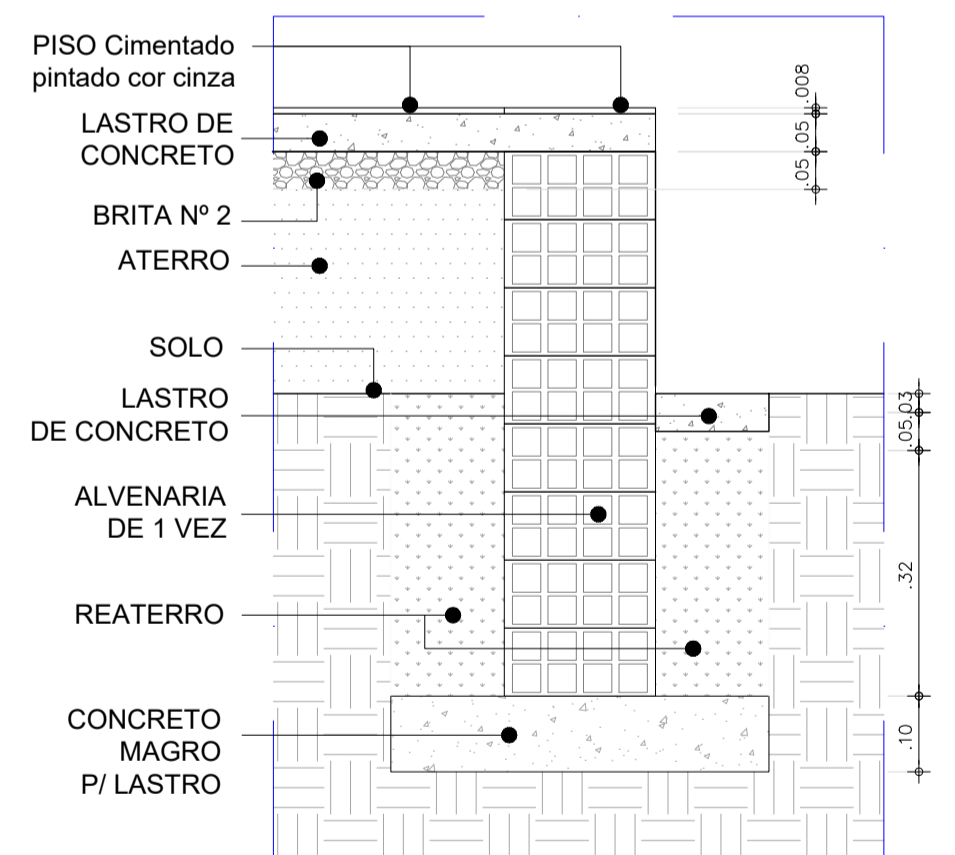 PISO Cimentado
pintado cor cinza
LASTRO DE
CONCRETO
BRITA Nº 2
ATERRO
SOLO
LASTRO
DE CONCRETO
ALVENARIA
DE 1 VEZ
REATERRO
CONCRETO
MAGRO
P/ LASTRO
.008
.05
.05
.03
.05
.32
.10